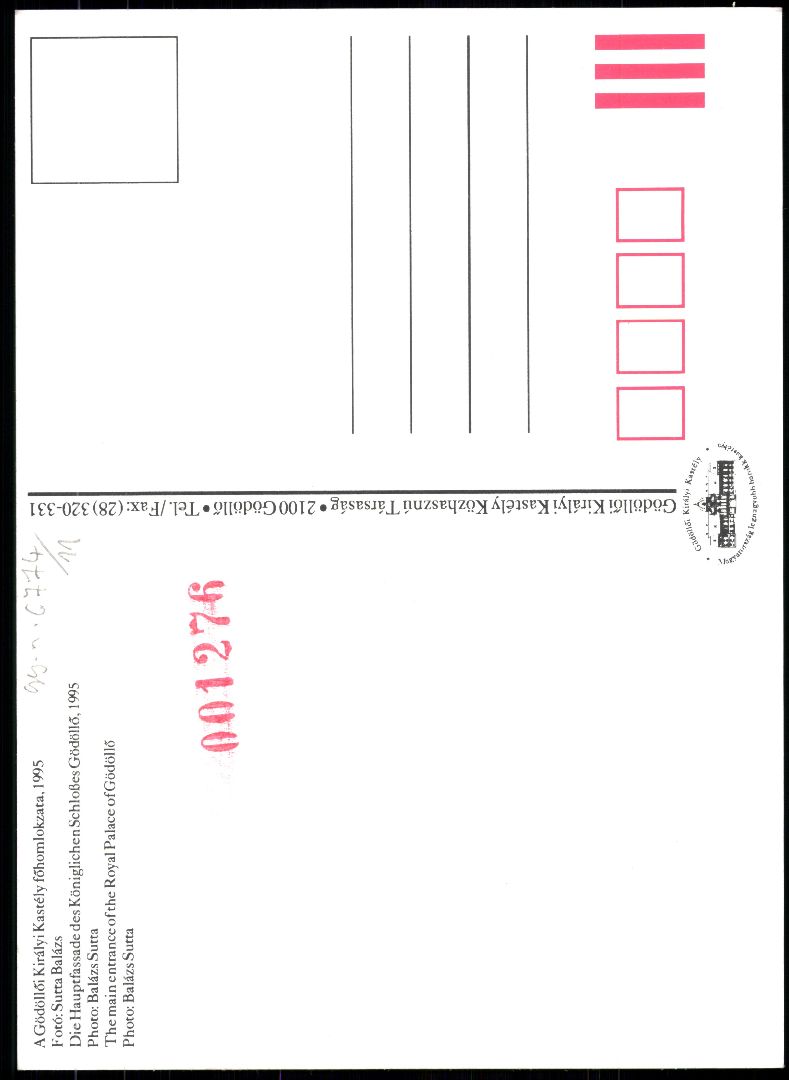 A Gödöllői Királyi Kastély főhomlokzata, 1995
Fotó: Sutta Balázs
Die Hauptfassade des Königlichen Schloßes Gödöllő, 1995
Photo: Balázs Sutta
The main entrance of the Royal Palace of Gödöllő
Photo: Balázs Sutta
6774/11
001276
Gödöllői Királyi Kastély Közhasznú Társaság • 2100 Gödöllő • Tel./Fax: (28) 320-331
Gödöllői Királyi Kastély
Magyarország legnagyobb barokk kastélya